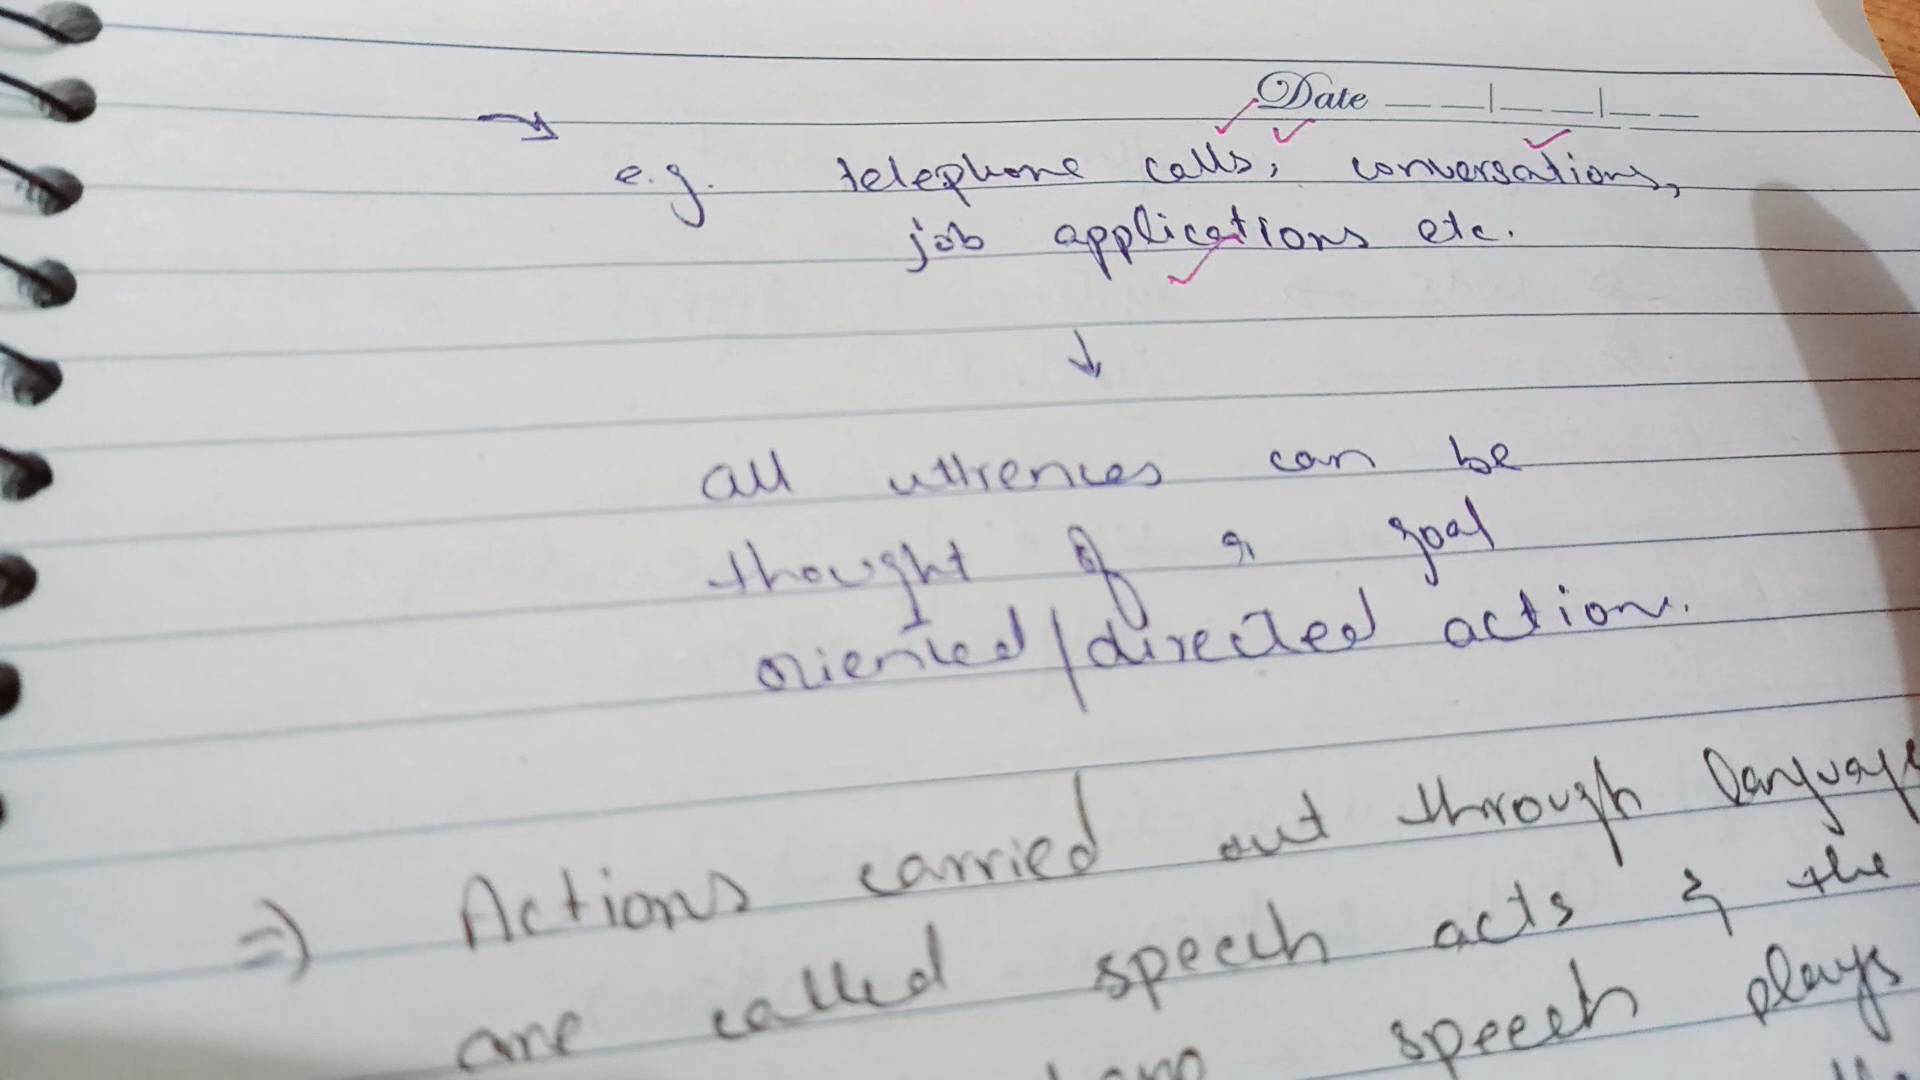 Date
→ e.g. telephone calls, conversations,
job applications etc.
↓
all uttrences can be
thought of a goal
oriented/directed action.
⇒ Actions carried out through language
are called speech acts & the
speech plays